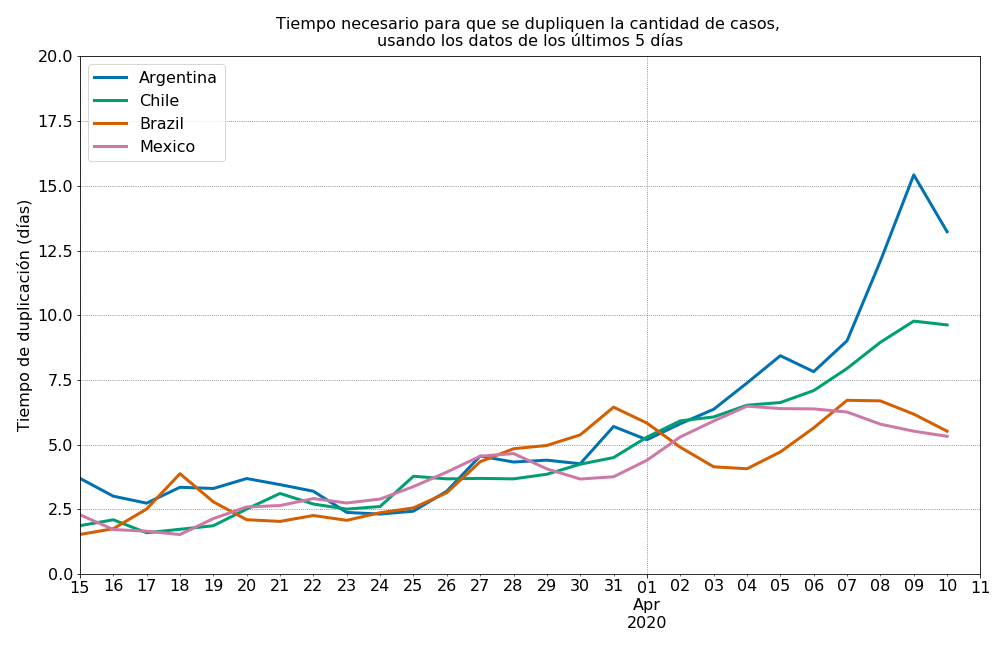 Tiempo necesario para que se dupliquen la cantidad de casos,
usando los datos de los últimos 5 días
Tiempo de duplicación (días)
20.0
17.5
15.0
12.5
10.0
7.5
5.0
2.5
0.0
Argentina
Chile
Brazil
Mexico
15 16 17 18 19 20 21 22 23 24 25 26 27 28 29 30 31 01 02 03 04 05 06 07 08 09 10 11
Apr
2020